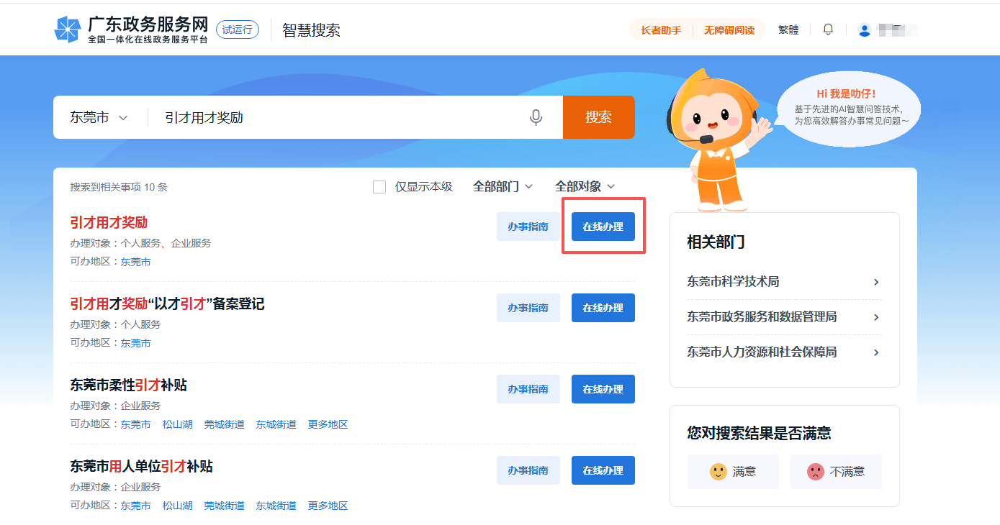 广东政务服务网
全国一体化在线政务服务平台
试运行
智慧搜索
长者助手
无障碍阅读
繁體
东莞市
引才用才奖励
搜索
Hi 我是叻仔!
基于先进的AI智慧问答技术,
为您高效解答办事常见问题~
搜索到相关事项 10 条
仅显示本级
全部部门
全部对象
引才用才奖励
办事指南
在线办理
办理对象：个人服务、企业服务
可办地区：东莞市
引才用才奖励“以才引才”备案登记
办事指南
在线办理
办理对象：个人服务
可办地区：东莞市
东莞市柔性引才补贴
办事指南
在线办理
办理对象：企业服务
可办地区：东莞市 松山湖 莞城街道 东城街道 更多地区
东莞市用人单位引才补贴
办事指南
在线办理
办理对象：企业服务
可办地区：东莞市 松山湖 莞城街道 东城街道 更多地区
相关部门
东莞市科学技术局
东莞市政务服务和数据管理局
东莞市人力资源和社会保障局
您对搜索结果是否满意
满意
不满意